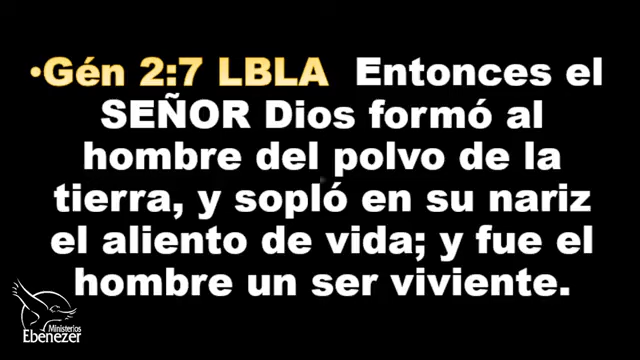 •Gén 2:7 LBLA Entonces el
SEÑOR Dios formó al
hombre del polvo de la
tierra, y sopló en su nariz
el aliento de vida; y fue el
hombre un ser viviente.
Ministerios
Ebenezer